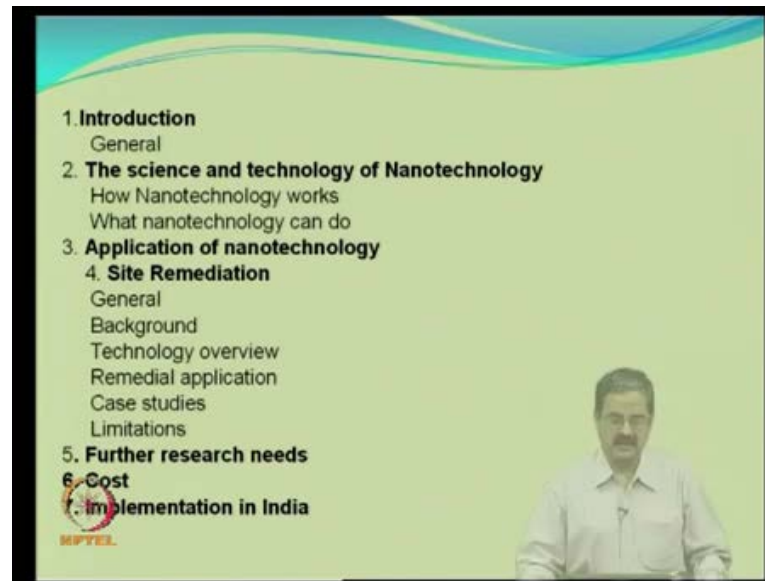 1.Introduction
General
2. The science and technology of Nanotechnology
How Nanotechnology works
What nanotechnology can do
3. Application of nanotechnology
4. Site Remediation
General
Background
Technology overview
Remedial application
Case studies
Limitations
5. Further research needs
6. Cost
7. Implementation in India
NPTEL